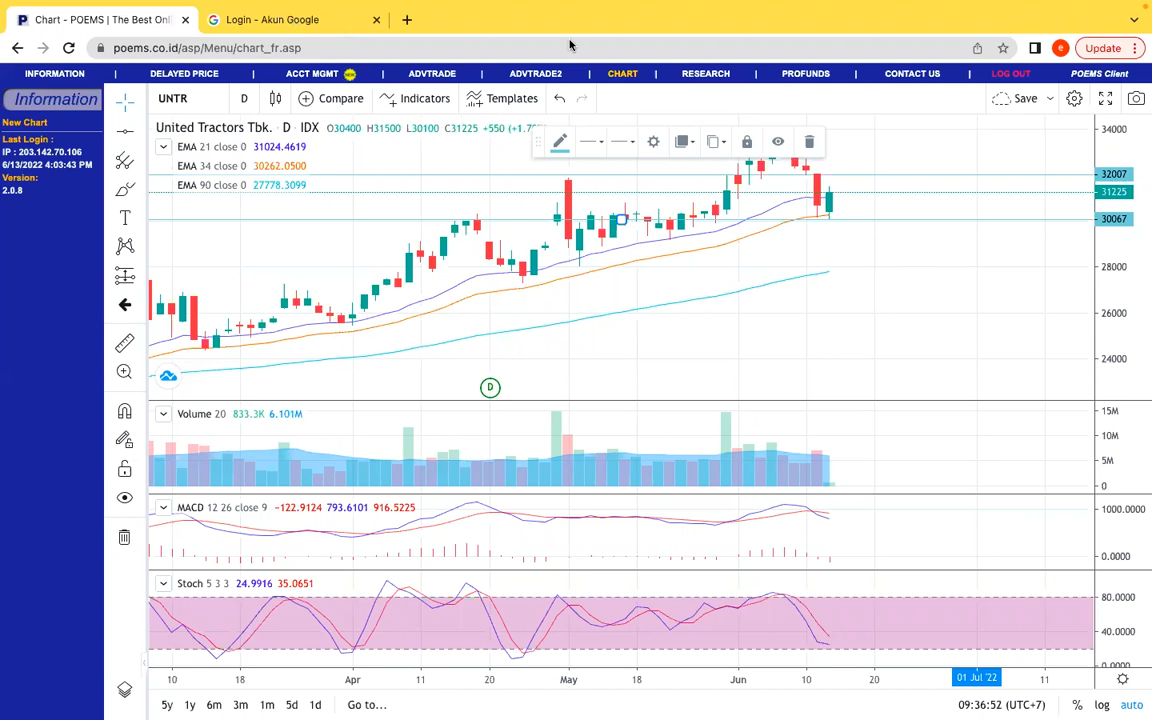 Chart - POEMS | The Best Onl
Login - Akun Google
poems.co.id/asp/Menu/chart_fr.asp
e
Update
INFORMATION | DELAYED PRICE | ACCT MGMT NEW | ADVTRADE | ADVTRADE2 | CHART | RESEARCH | PROFUNDS | CONTACT US | LOG OUT POEMS Client
Information
New Chart
Last Login :
IP : 203.142.70.106
6/13/2022 4:03:43 PM
Version:
2.0.8
UNTR D Compare Indicators Templates Save
United Tractors Tbk. · D · IDX O30400 H31500 L30100 C31225 +550
EMA 21 close 0 31024.4619
EMA 34 close 0 30262.0500
EMA 90 close 0 27778.3099
34000
32007
31225
30067
28000
26000
24000
D
Volume 20 833.3K 6.101M
15M
10M
5M
0
MACD 12 26 close 9 −122.9124 793.6101 916.5225
1000.0000
0.0000
Stoch 5 3 3 24.9916 35.0651
80.0000
40.0000
0.0000
10 18 Apr 11 20 May 18 Jun 10 20 01 Jul '22 11
5y 1y 6m 3m 1m 5d 1d Go to... 09:36:52 (UTC+7) % log auto